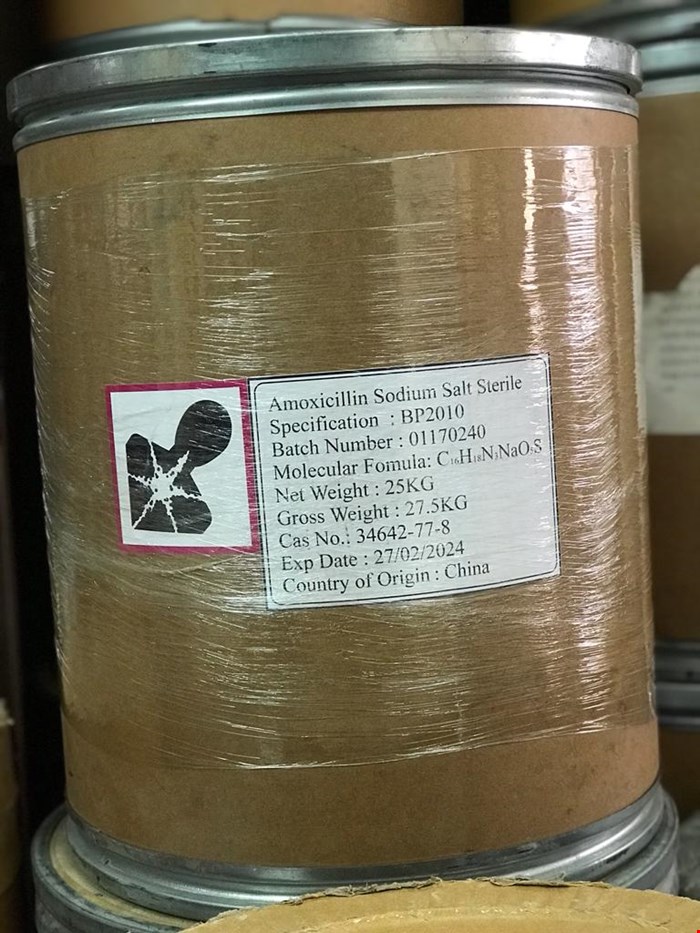 Amoxicillin Sodium Salt Sterile
Specification : BP2010
Batch Number : 01170240
Molecular Fomula: C₁₆H₁₈N₃NaO₅S
Net Weight : 25KG
Gross Weight : 27.5KG
Cas No.: 34642-77-8
Exp Date : 27/02/2024
Country of Origin : China